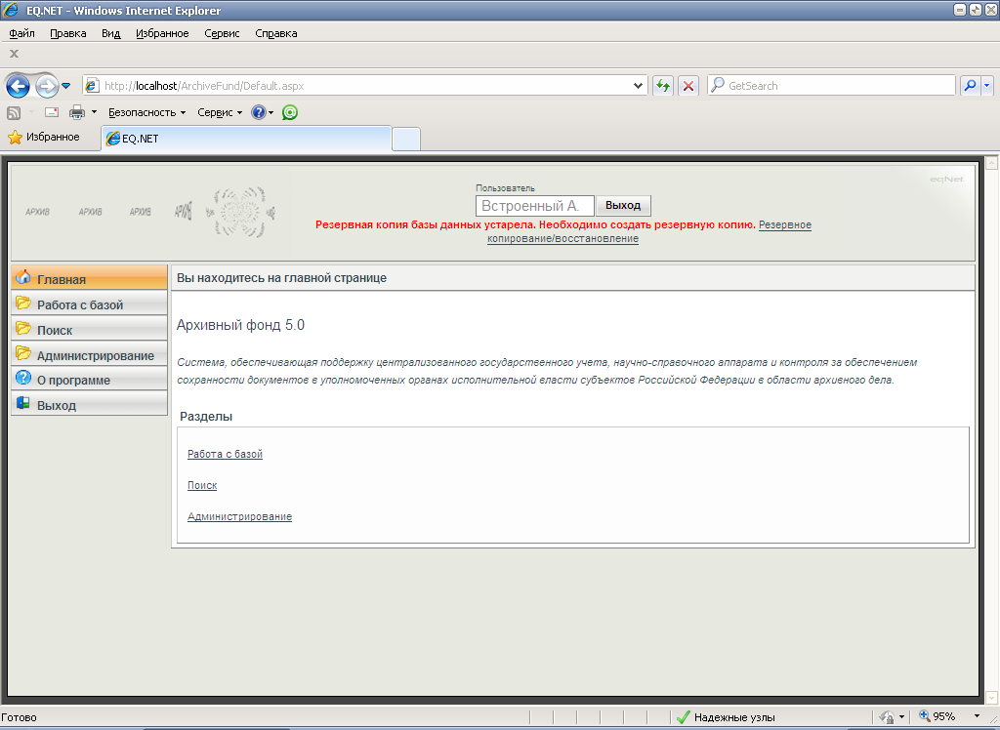 EQ.NET - Windows Internet Explorer
Файл Правка Вид Избранное Сервис Справка
http://localhost/ArchiveFund/Default.aspx
GetSearch
Безопасность Сервис
Избранное
EQ.NET
АРХИВ АРХИВ АРХИВ АРХИВ
Пользователь
eqNet
Встроенный А. Выход
Резервная копия базы данных устарела. Необходимо создать резервную копию. Резервное
копирование/восстановление
Главная
Работа с базой
Поиск
Администрирование
О программе
Выход
Вы находитесь на главной странице
Архивный фонд 5.0
Система, обеспечивающая поддержку централизованного государственного учета, научно-справочного аппарата и контроля за обеспечением
сохранности документов в уполномоченных органах исполнительной власти субъектов Российской Федерации в области архивного дела.
Разделы
Работа с базой
Поиск
Администрирование
Готово
Надежные узлы
95%